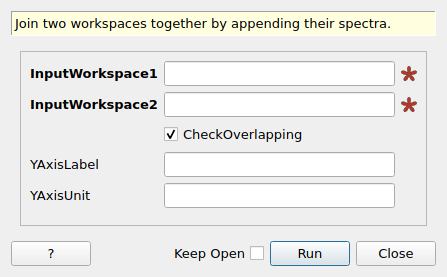 Join two workspaces together by appending their spectra.
InputWorkspace1
InputWorkspace2
CheckOverlapping
YAxisLabel
YAxisUnit
? Keep Open Run Close